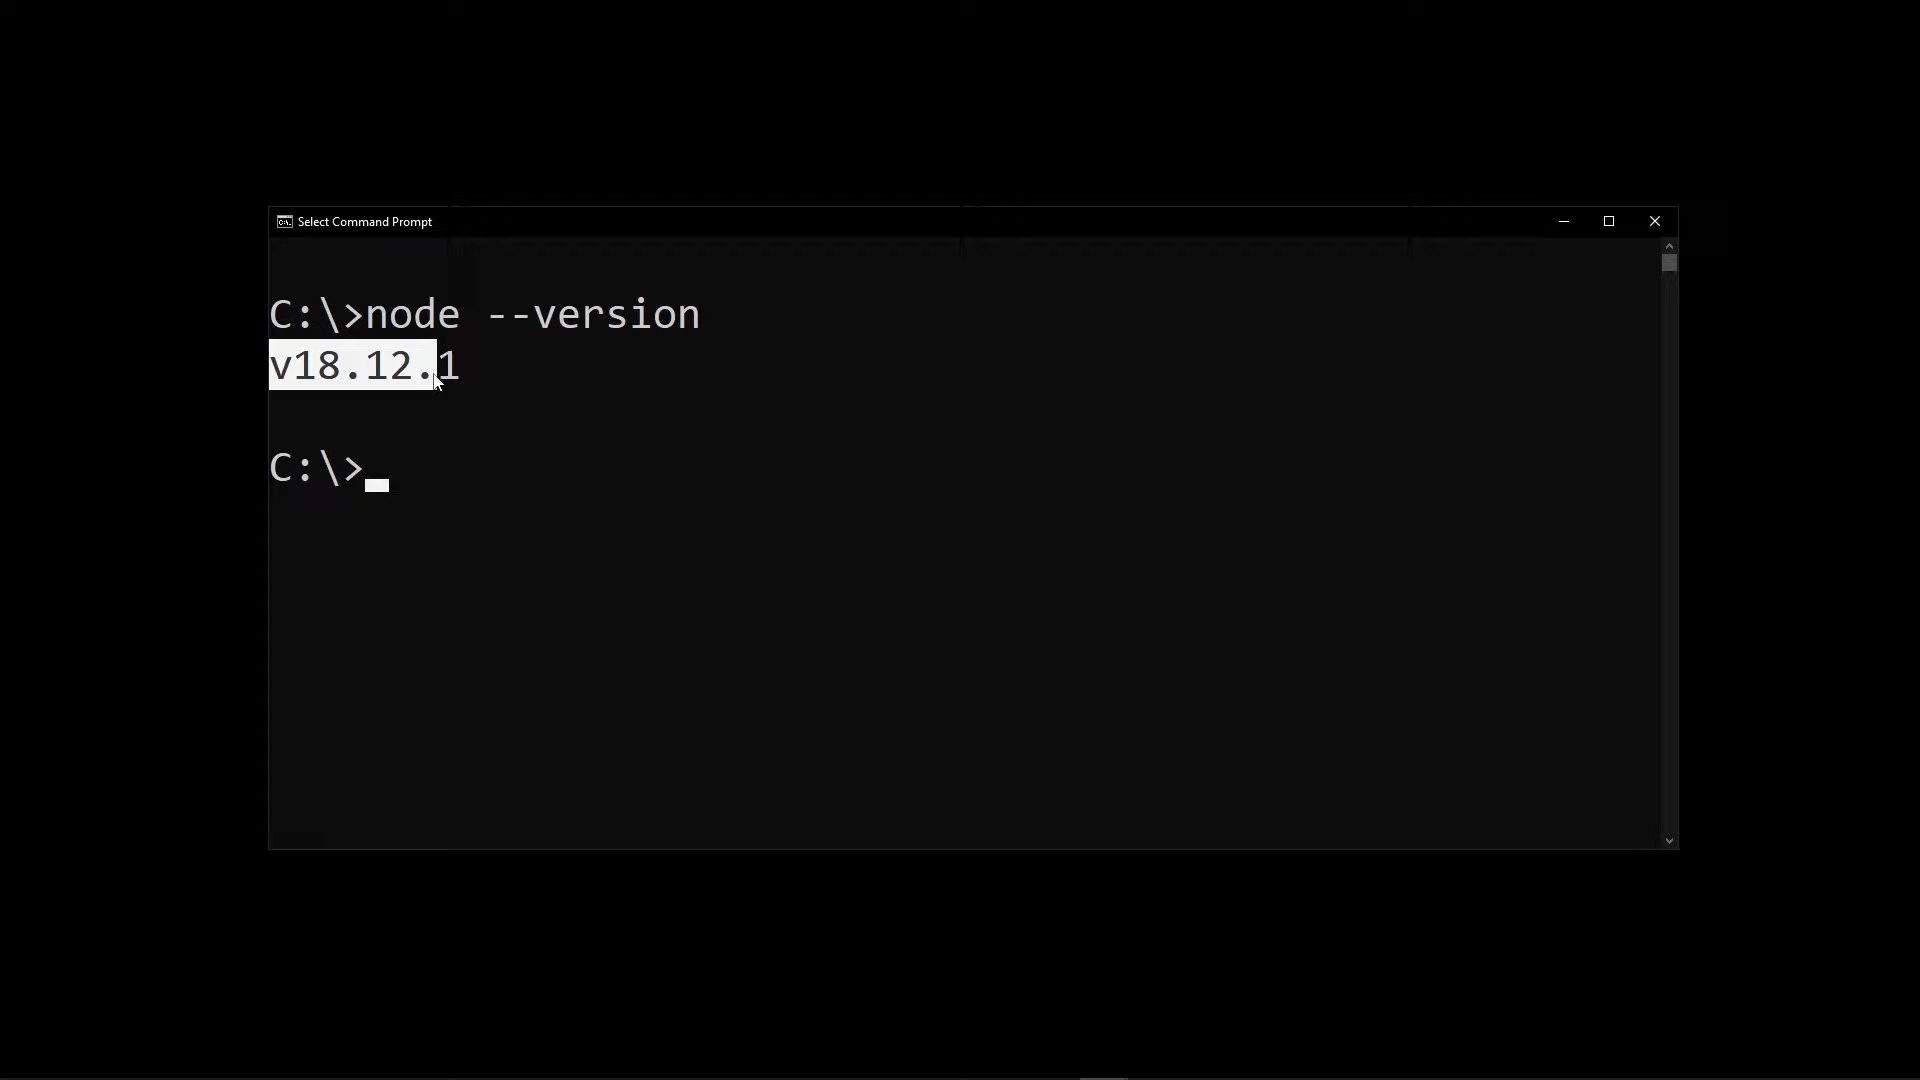 Select Command Prompt
C:\>node --version
v18.12.1
C:\>